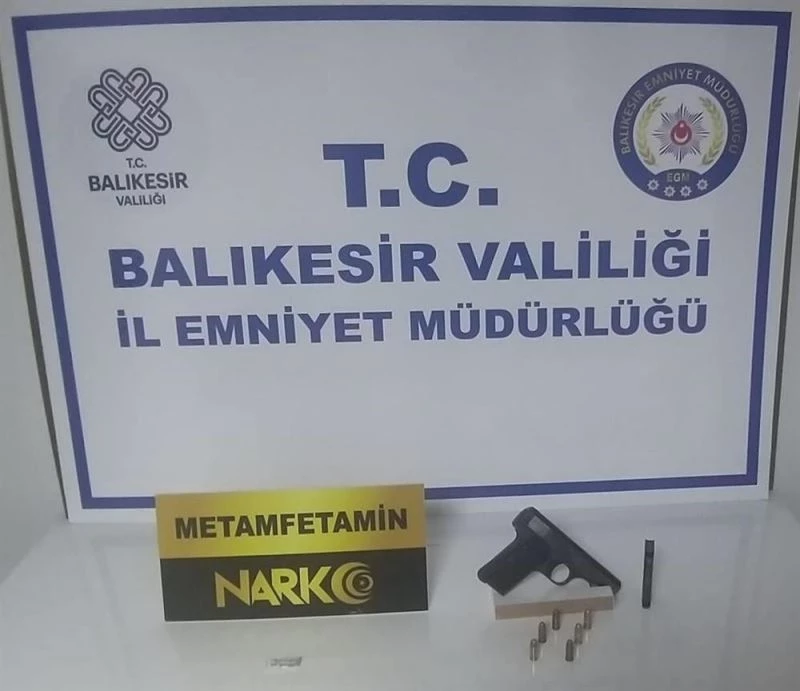 T.C.
BALIKESİR
VALİLİĞİ
BALIKESİR EMNİYET MÜDÜRLÜĞÜ
EGM
T.C.
BALIKESİR VALİLİĞİ
İL EMNİYET MÜDÜRLÜĞÜ
METAMFETAMİN
NARKO